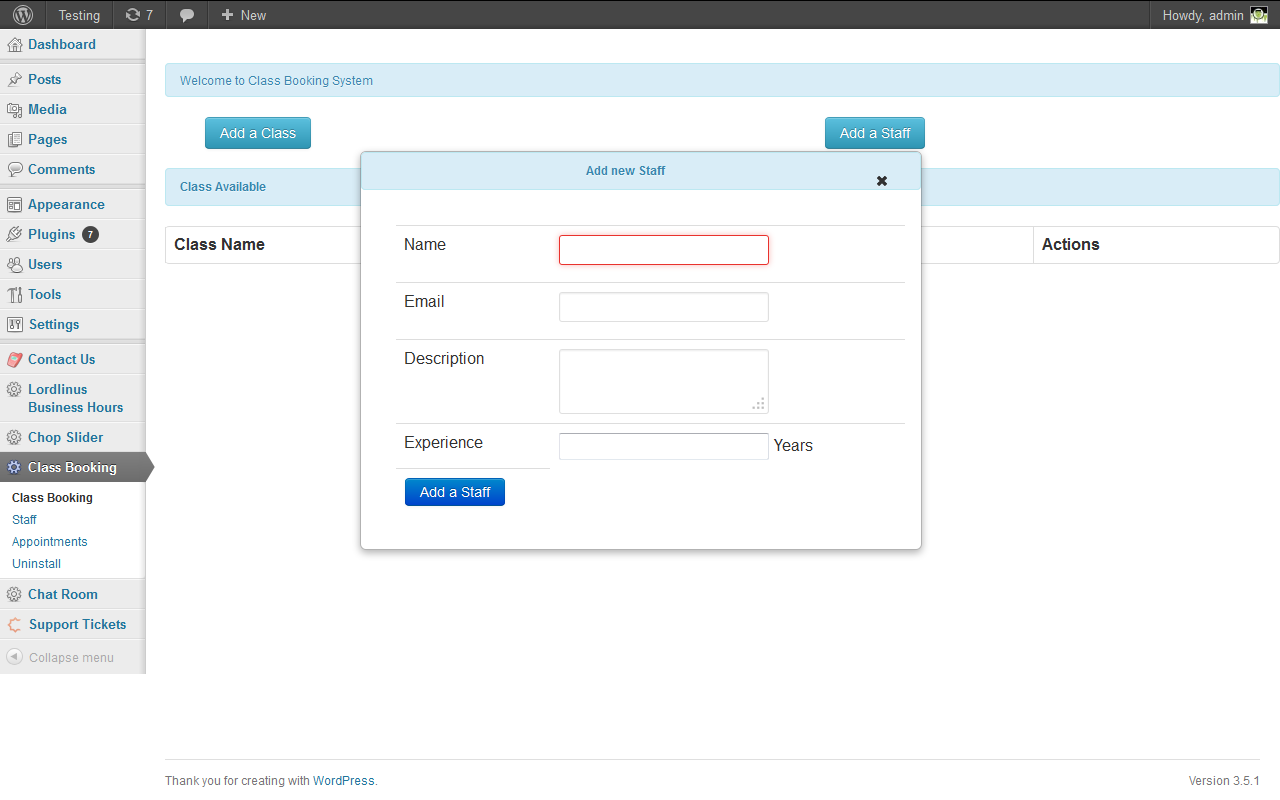 Testing 7 New Howdy, admin
Dashboard
Posts
Media
Pages
Comments
Appearance
Plugins 7
Users
Tools
Settings
Contact Us
Lordlinus
Business Hours
Chop Slider
Class Booking
Class Booking
Staff
Appointments
Uninstall
Chat Room
Support Tickets
Collapse menu
Welcome to Class Booking System
Add a Class Add a Staff
Class Available
Class Name Actions
Add new Staff
Name
Email
Description
Experience Years
Add a Staff
Thank you for creating with WordPress. Version 3.5.1